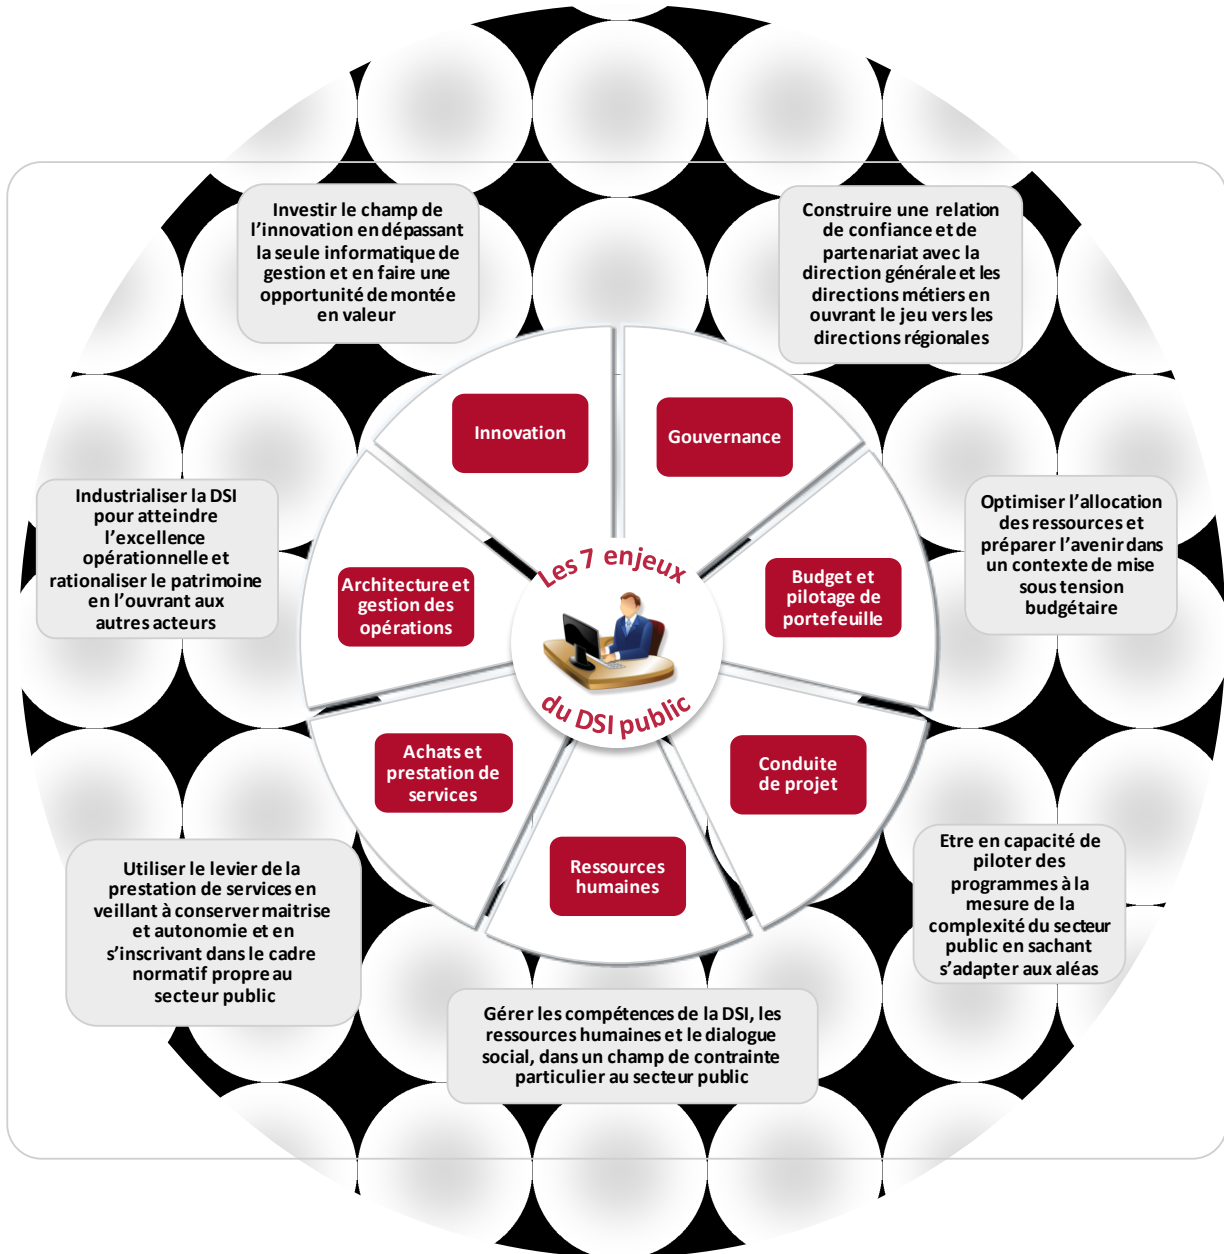 Investir le champ de
l'innovation en dépassant
la seule informatique de
gestion et en faire une
opportunité de montée
en valeur
Construire une relation
de confiance et de
partenariat avec la
direction générale et les
directions métiers en
ouvrant le jeu vers les
directions régionales
Innovation
Gouvernance
Industrialiser la DSI
pour atteindre
l'excellence
opérationnelle et
rationaliser le patrimoine
en l'ouvrant aux
autres acteurs
Architecture et
gestion des
opérations
Les 7 enjeux
du DSI public
Budget et
pilotage de
portefeuille
Optimiser l'allocation
des ressources et
préparer l'avenir dans
un contexte de mise
sous tension
budgétaire
Achats et
prestation de
services
Conduite
de projet
Ressources
humaines
Utiliser le levier de la
prestation de services en
veillant à conserver maitrise
et autonomie et en
s'inscrivant dans le cadre
normatif propre au
secteur public
Etre en capacité de
piloter des
programmes à la
mesure de la
complexité du secteur
public en sachant
s'adapter aux aléas
Gérer les compétences de la DSI, les
ressources humaines et le dialogue
social, dans un champ de contrainte
particulier au secteur public